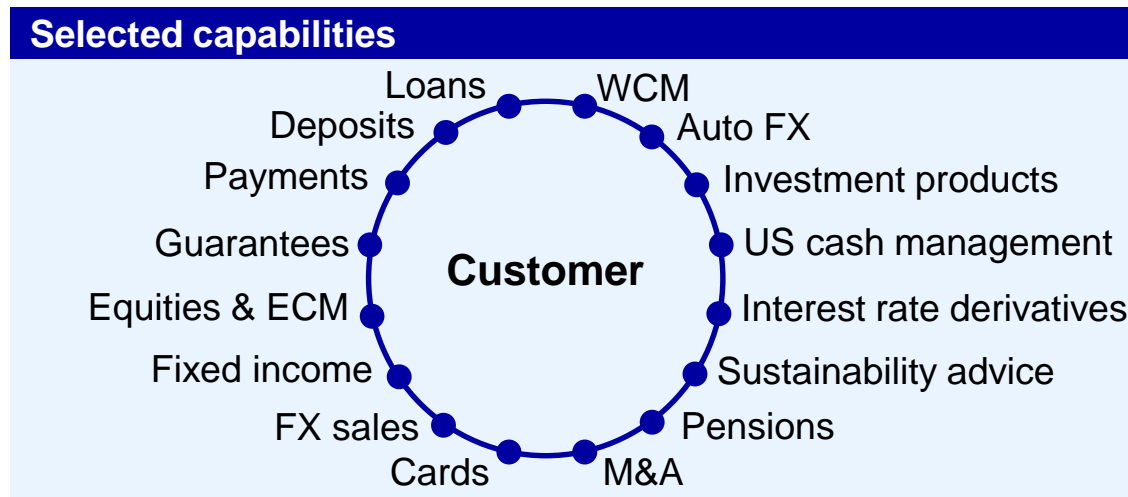 Selected capabilities
Loans
WCM
Deposits
Auto FX
Payments
Investment products
Guarantees
US cash management
Customer
Equities & ECM
Interest rate derivatives
Fixed income
Sustainability advice
FX sales
Pensions
Cards
M&A